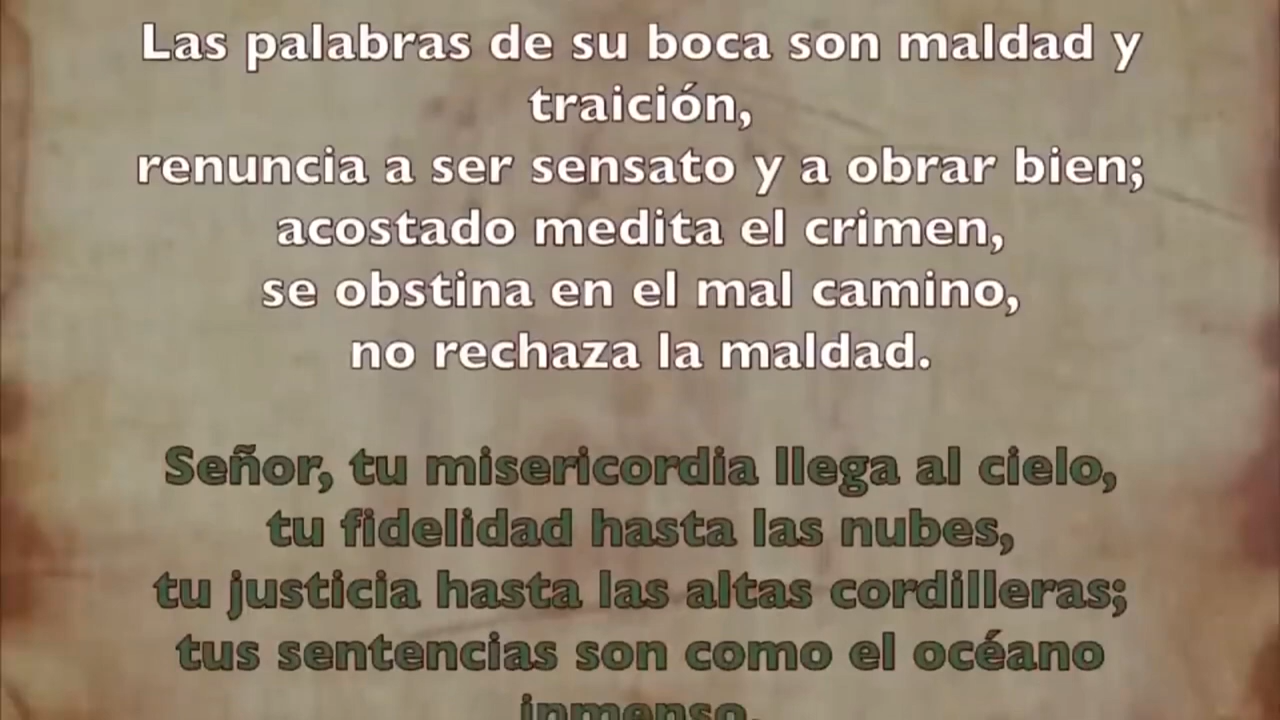 Las palabras de su boca son maldad y
traición,
renuncia a ser sensato y a obrar bien;
acostado medita el crimen,
se obstina en el mal camino,
no rechaza la maldad.
Señor, tu misericordia llega al cielo,
tu fidelidad hasta las nubes,
tu justicia hasta las altas cordilleras;
tus sentencias son como el océano
inmenso.